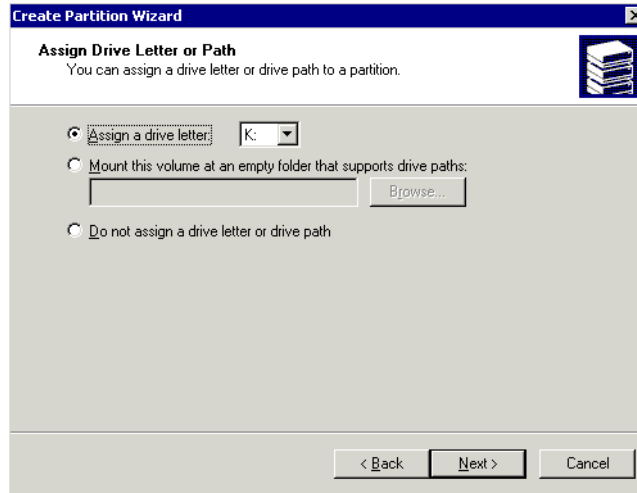 Create Partition Wizard
Assign Drive Letter or Path
You can assign a drive letter or drive path to a partition.
Assign a drive letter: K:
Mount this volume at an empty folder that supports drive paths:
Browse...
Do not assign a drive letter or drive path
< Back Next > Cancel